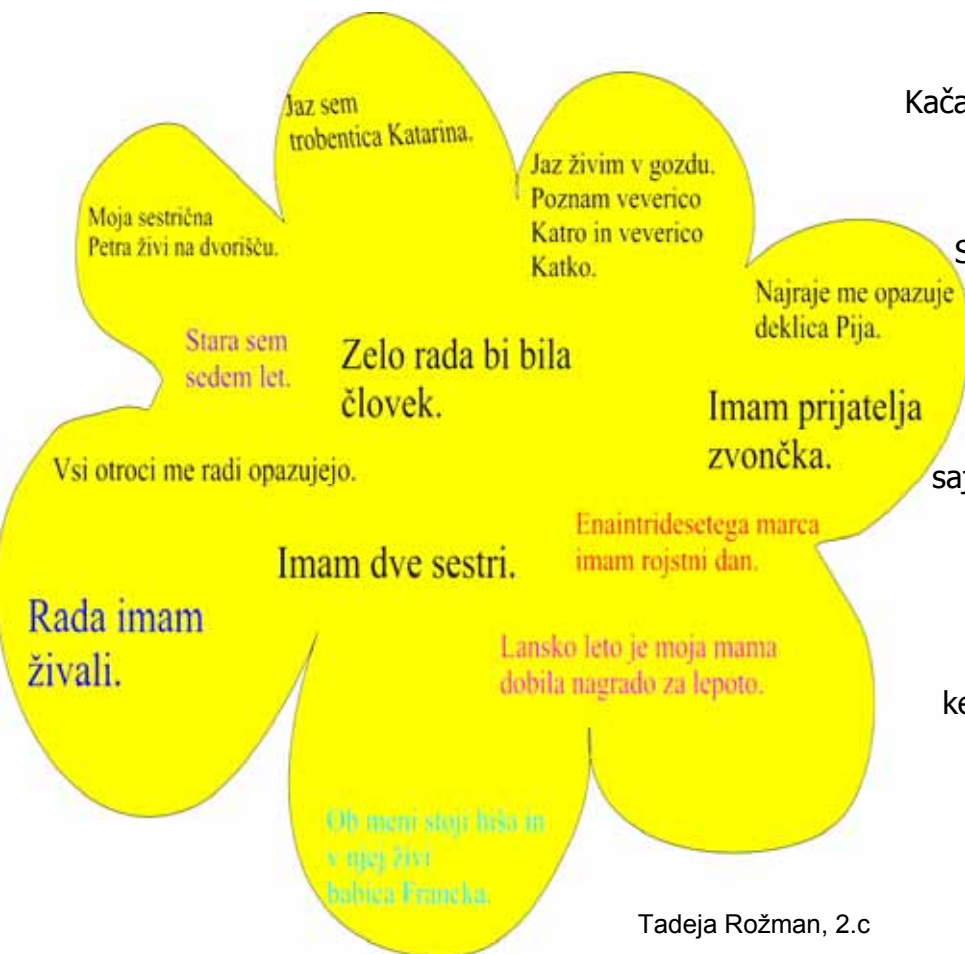 Jaz sem
trobentica Katarina.
Jaz živim v gozdu.
Poznam veverico
Katro in veverico
Katko.
Moja sestrična
Petra živi na dvorišču.
Najraje me opazuje
deklica Pija.
Stara sem
sedem let.
Zelo rada bi bila
človek.
Imam prijatelja
zvončka.
Vsi otroci me radi opazujejo.
Enaintridesetega marca
imam rojstni dan.
Imam dve sestri.
Rada imam
živali.
Lansko leto je moja mama
dobila nagrado za lepoto.
Ob meni stoji hiša in
v njej živi
babica Francka.
Tadeja Rožman, 2.c
Kača